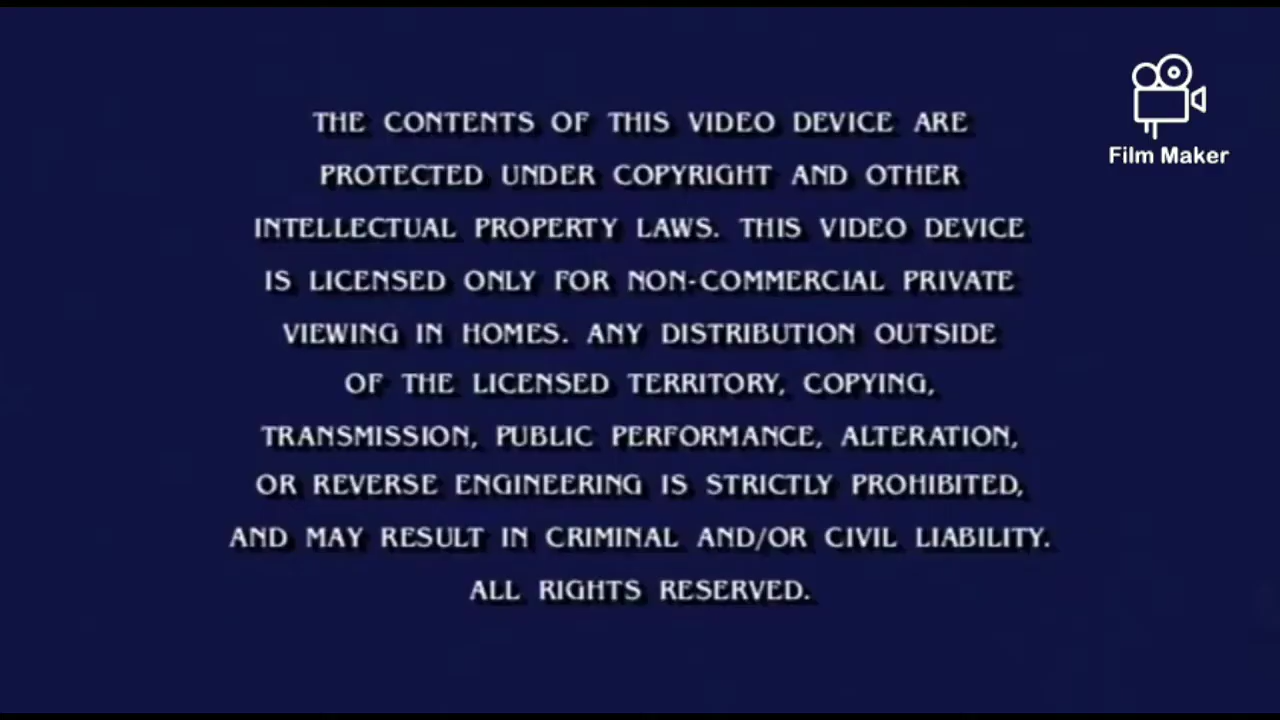 THE CONTENTS OF THIS VIDEO DEVICE ARE
PROTECTED UNDER COPYRIGHT AND OTHER
INTELLECTUAL PROPERTY LAWS. THIS VIDEO DEVICE
IS LICENSED ONLY FOR NON-COMMERCIAL PRIVATE
VIEWING IN HOMES. ANY DISTRIBUTION OUTSIDE
OF THE LICENSED TERRITORY, COPYING,
TRANSMISSION, PUBLIC PERFORMANCE, ALTERATION,
OR REVERSE ENGINEERING IS STRICTLY PROHIBITED,
AND MAY RESULT IN CRIMINAL AND/OR CIVIL LIABILITY.
ALL RIGHTS RESERVED.
Film Maker